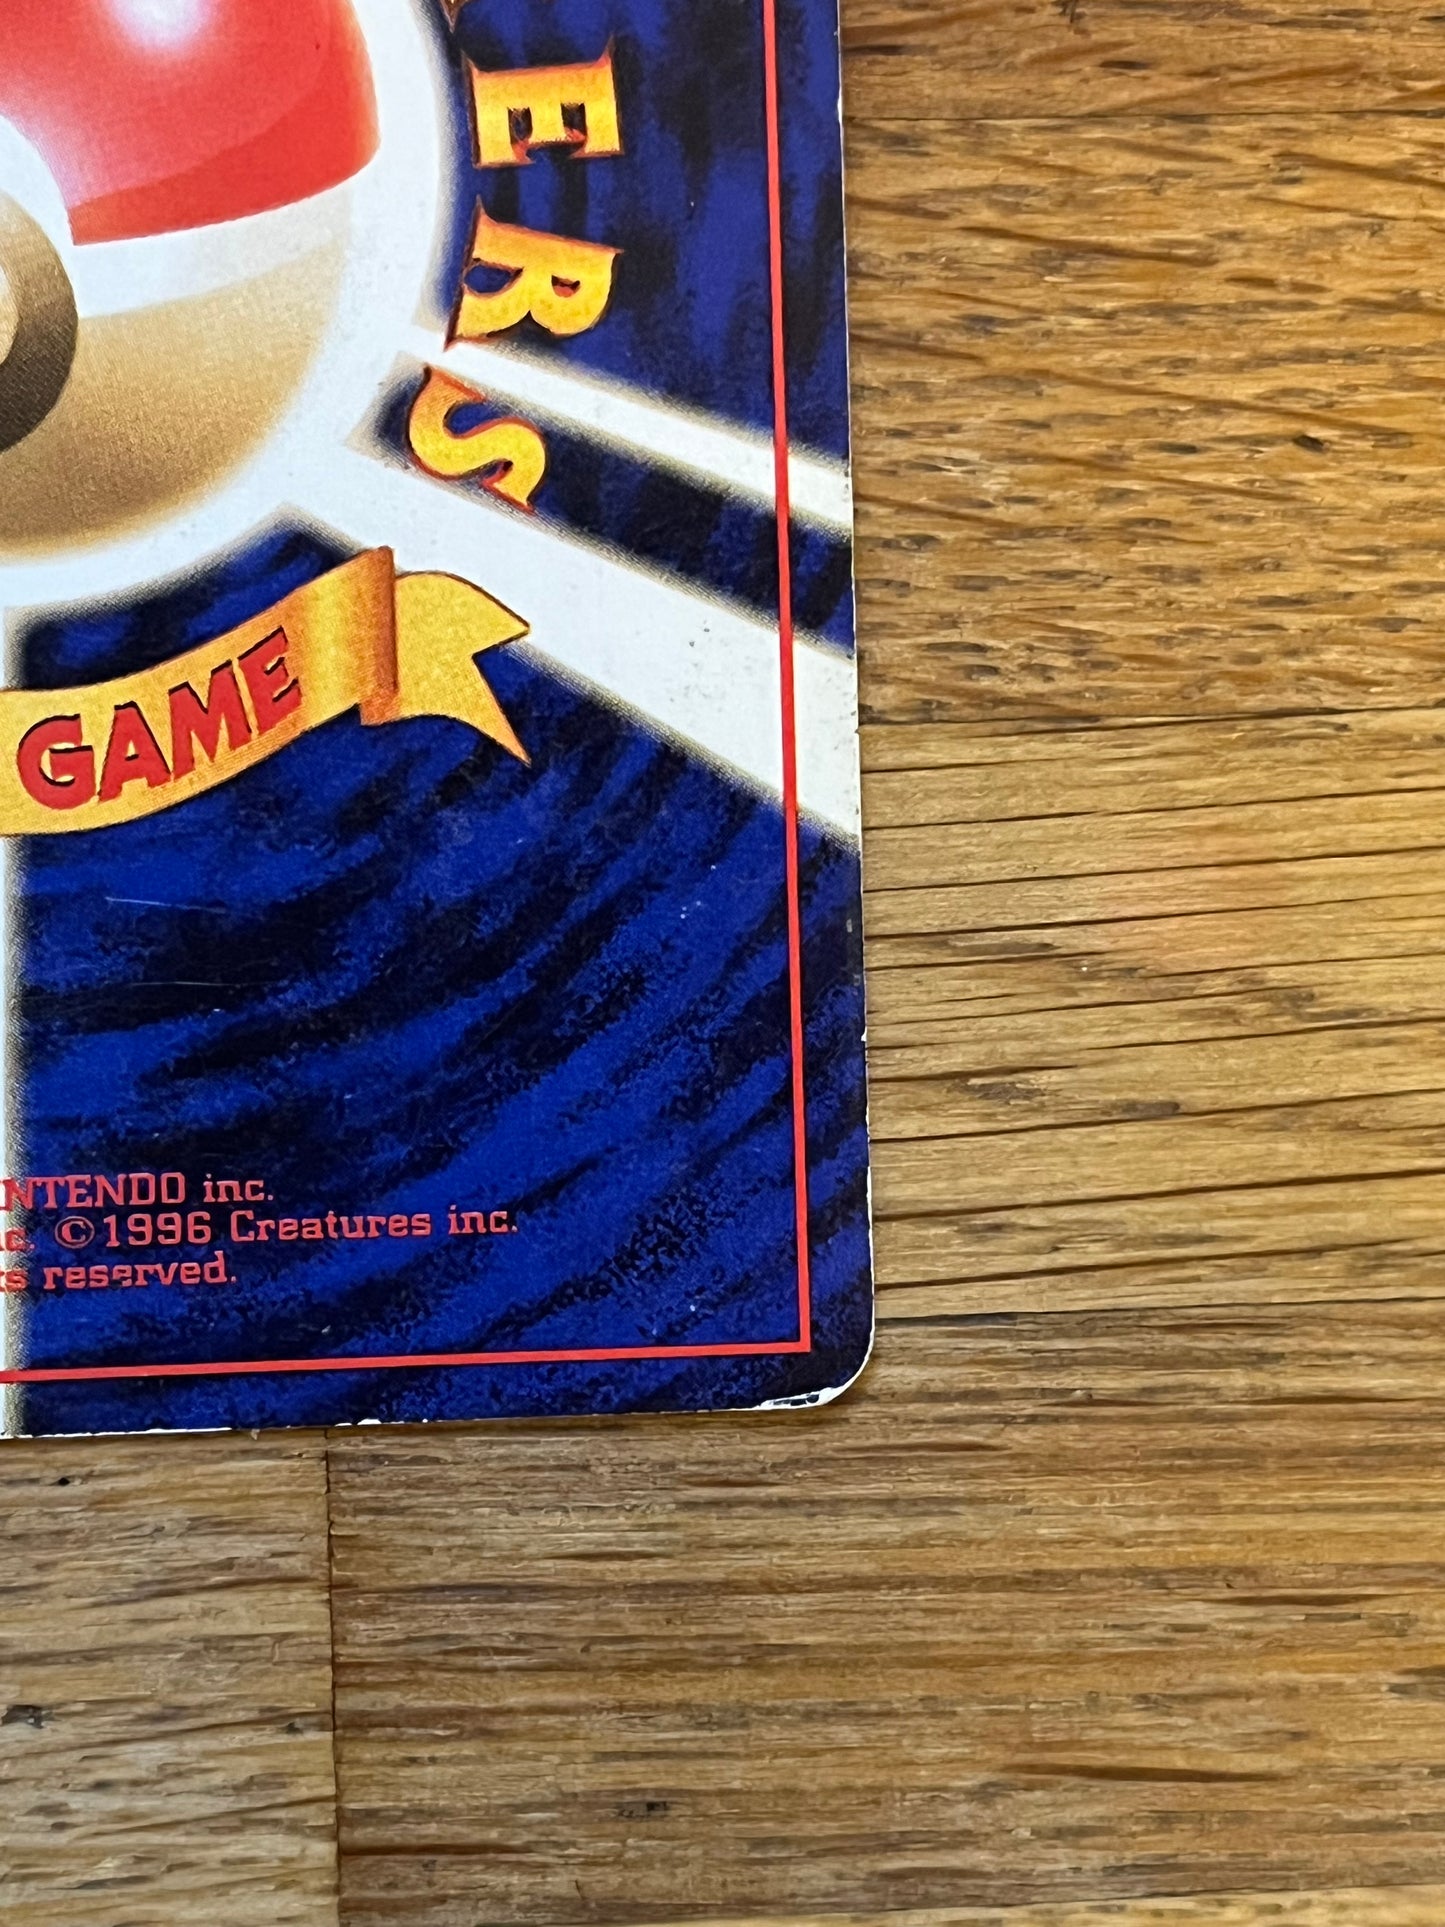 ERS
GAME
NTENDO inc.
c. ©1996 Creatures inc.
s reserved.